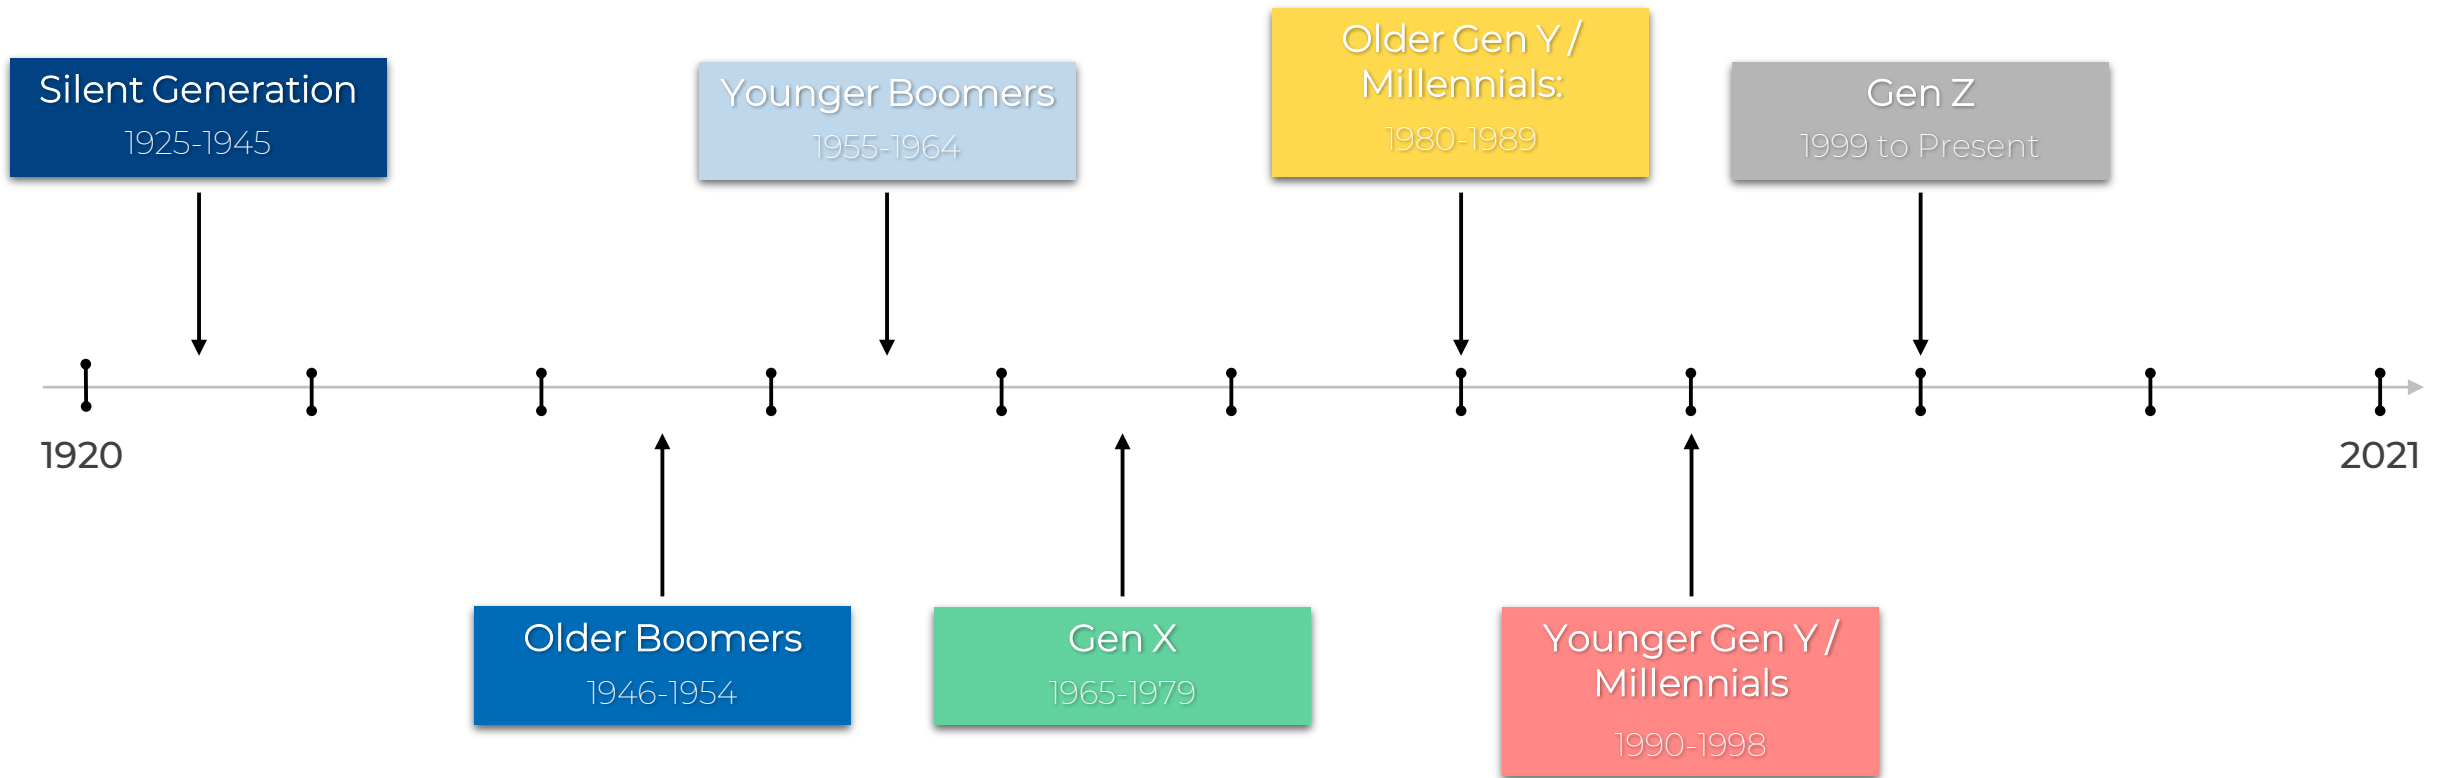 Silent Generation
1925-1945
Younger Boomers
1955-1964
Older Gen Y /
Millennials:
1980-1989
Gen Z
1999 to Present
1920
2021
Older Boomers
1946-1954
Gen X
1965-1979
Younger Gen Y /
Millennials
1990-1998